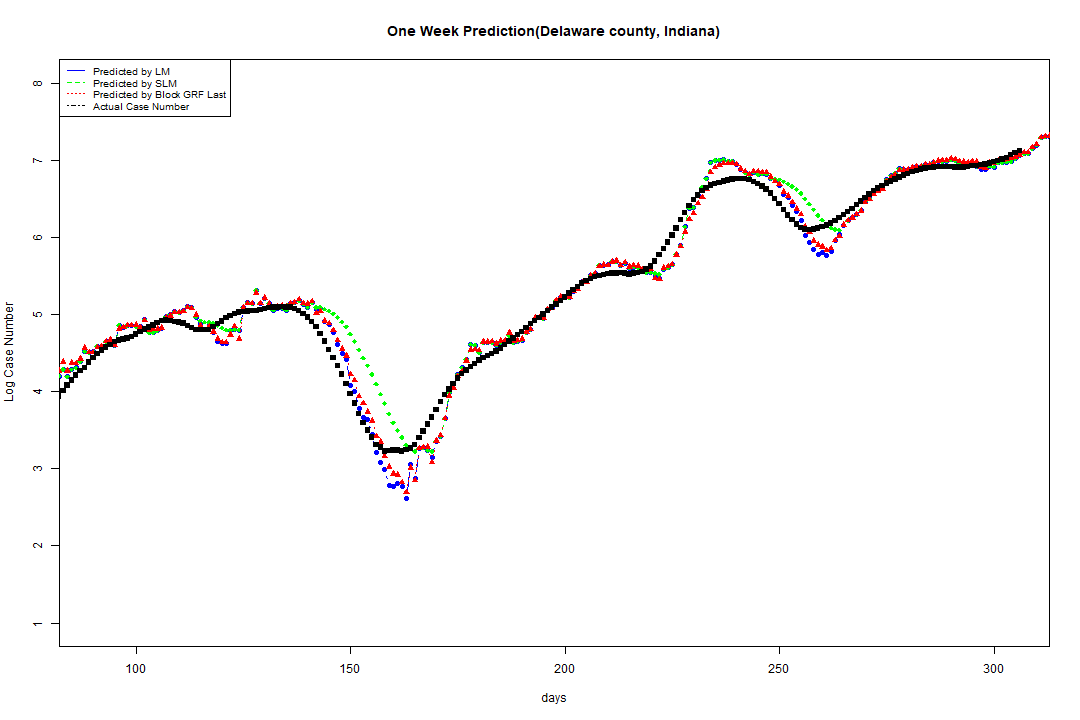 One Week Prediction(Delaware county, Indiana)
Predicted by LM
Predicted by SLM
Predicted by Block GRF Last
Actual Case Number
8
7
6
5
4
3
2
1
Log Case Number
100 150 200 250 300
days